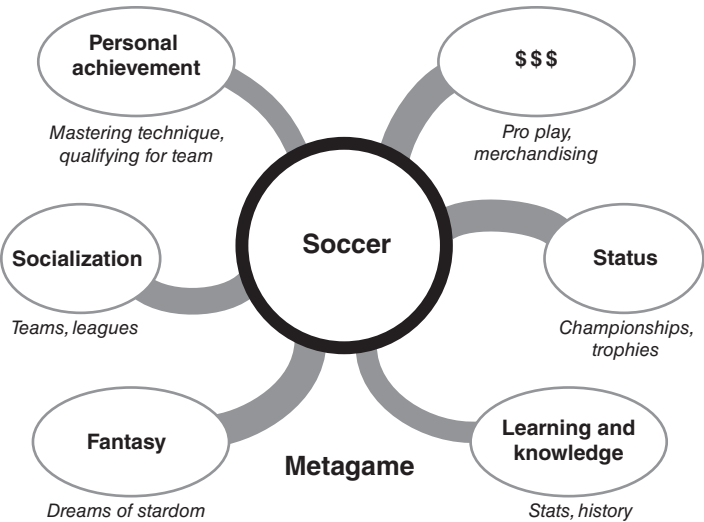 Personal
achievement
Mastering technique,
qualifying for team
$$$
Pro play,
merchandising
Soccer
Socialization
Teams, leagues
Status
Championships,
trophies
Fantasy
Dreams of stardom
Metagame
Learning and
knowledge
Stats, history